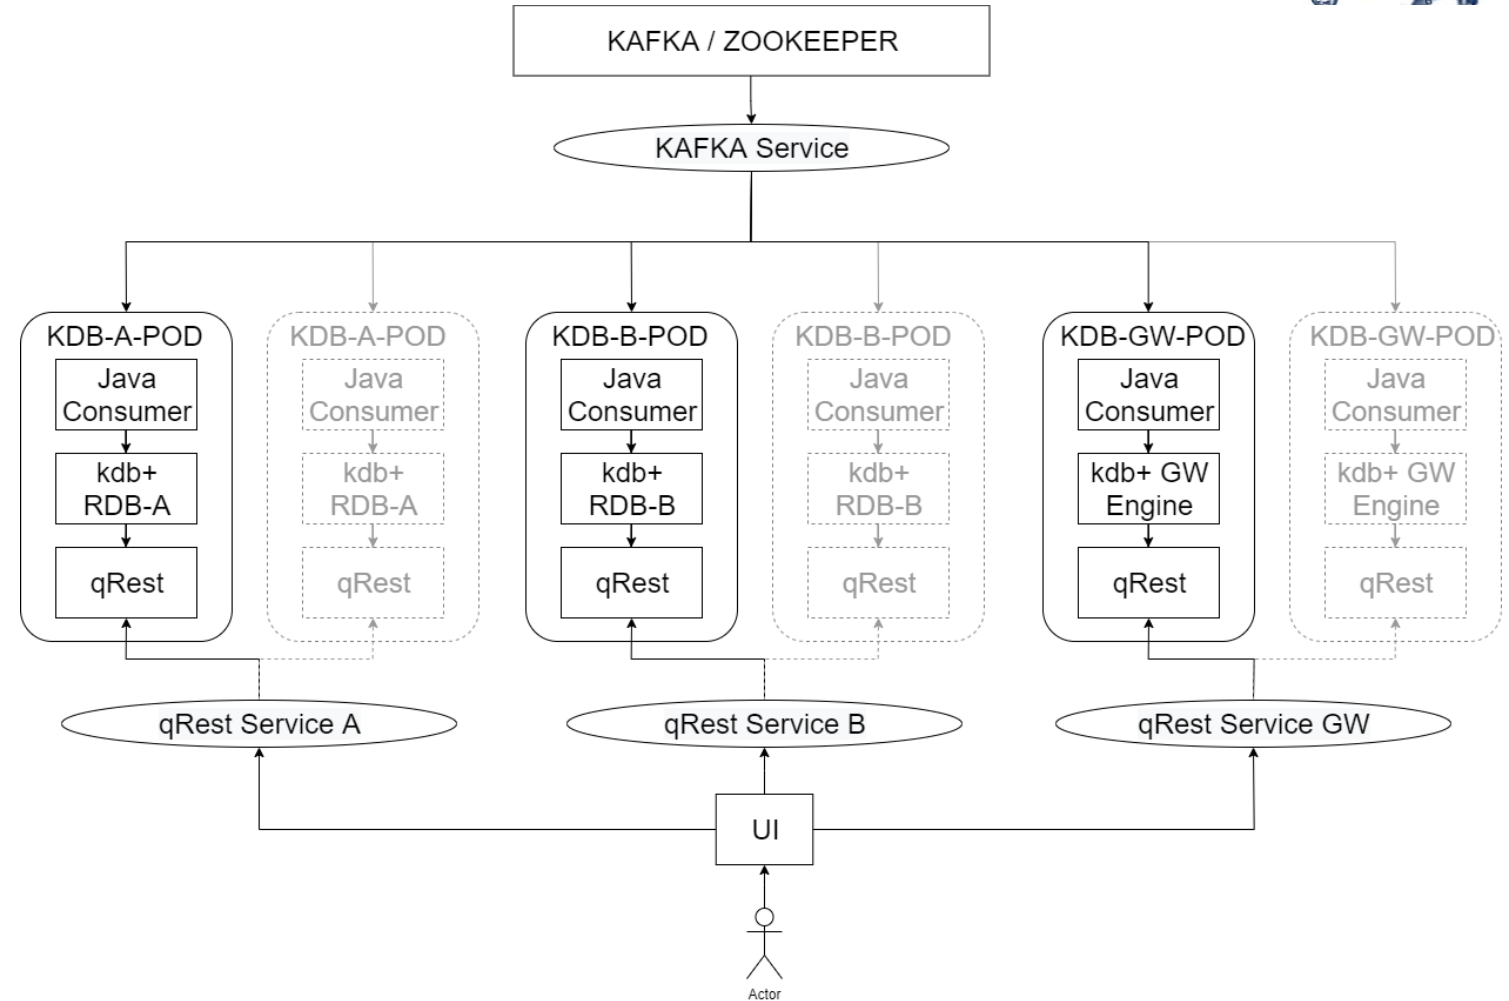 KAFKA / ZOOKEEPER
KAFKA Service
KDB-A-POD
Java
Consumer
kdb+
RDB-A
qRest
KDB-A-POD
Java
Consumer
kdb+
RDB-A
qRest
KDB-B-POD
Java
Consumer
kdb+
RDB-B
qRest
KDB-B-POD
Java
Consumer
kdb+
RDB-B
qRest
KDB-GW-POD
Java
Consumer
kdb+ GW
Engine
qRest
KDB-GW-POD
Java
Consumer
kdb+ GW
Engine
qRest
qRest Service A
qRest Service B
qRest Service GW
UI
Actor